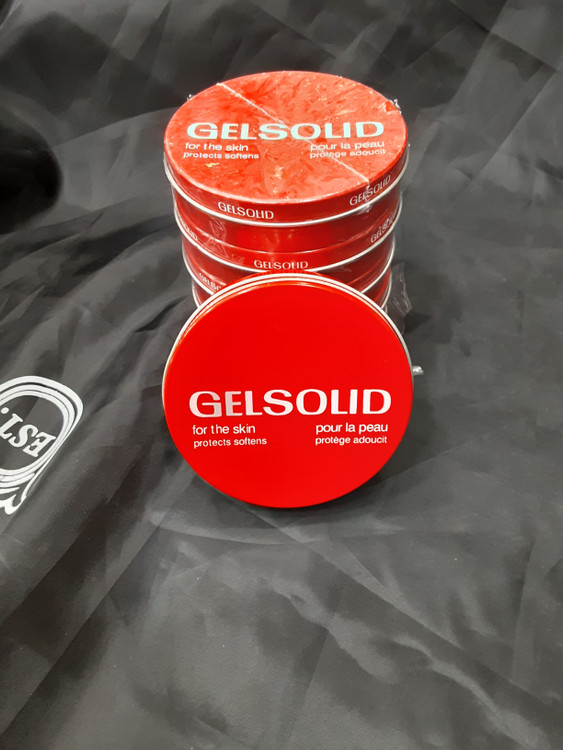 GELSOLID
for the skin pour la peau
protects softens protège adoucit
GELSOLID GELSOLID
GELSOLID
GELSOLID
for the skin pour la peau
protects softens protège adoucit
EST.